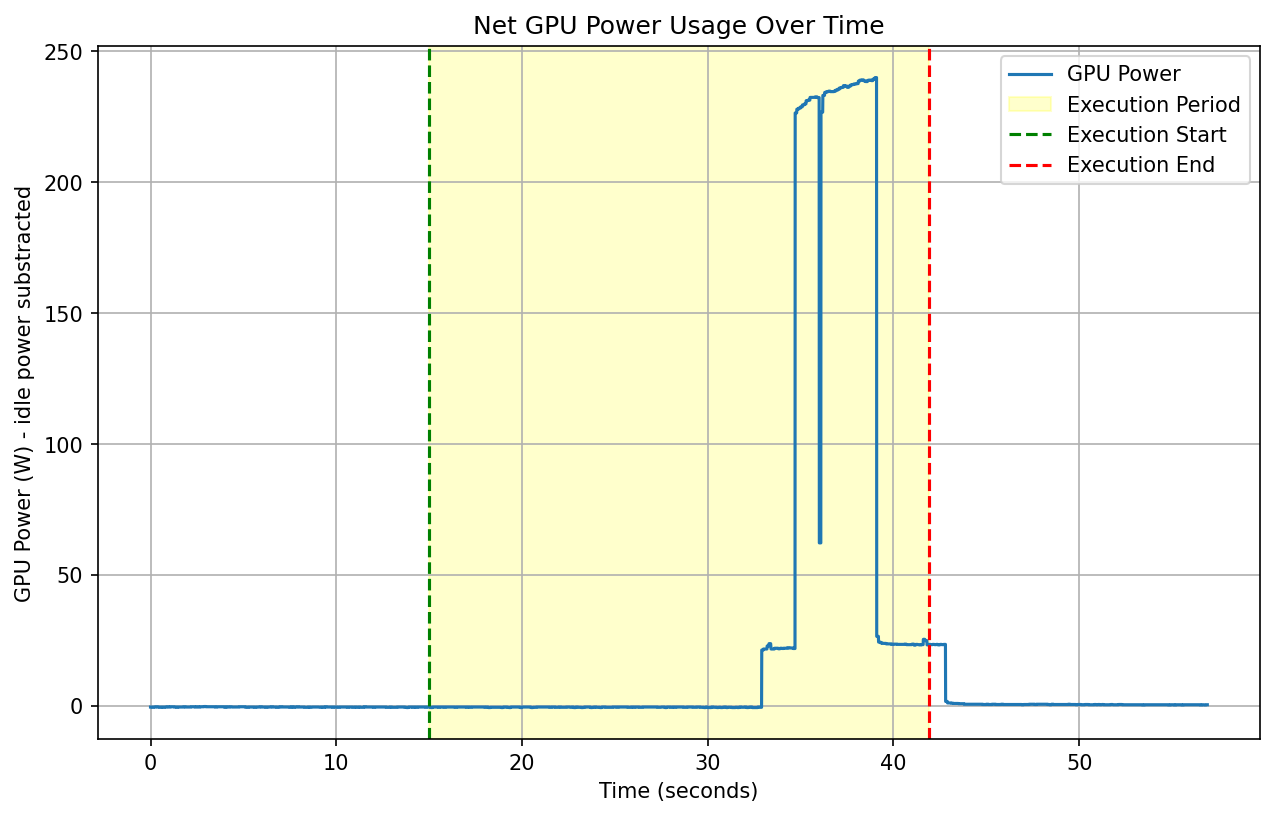 Net GPU Power Usage Over Time
GPU Power (W) - idle power substracted
250
200
150
100
50
0
GPU Power
Execution Period
Execution Start
Execution End
0 10 20 30 40 50
Time (seconds)